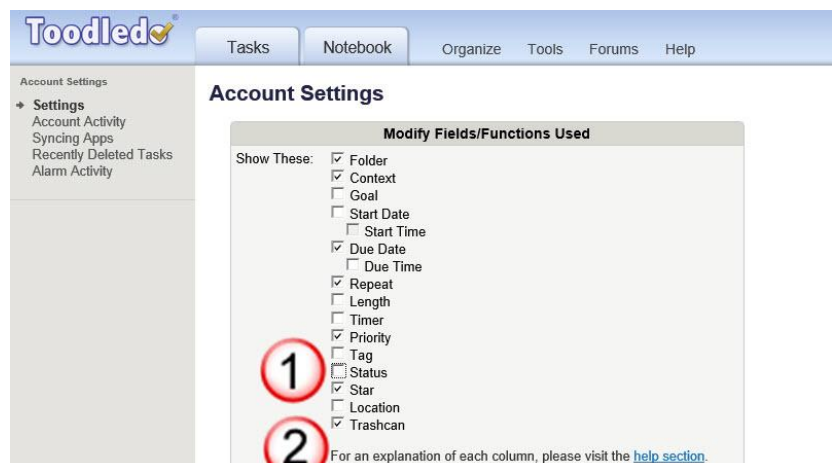 Toodledo®
Tasks Notebook Organize Tools Forums Help
Account Settings
Settings
Account Activity
Syncing Apps
Recently Deleted Tasks
Alarm Activity
Account Settings
Modify Fields/Functions Used
Show These: Folder
Context
Goal
Start Date
Start Time
Due Date
Due Time
Repeat
Length
Timer
Priority
Tag
1 Status
Star
Location
Trashcan
2 For an explanation of each column, please visit the help section.